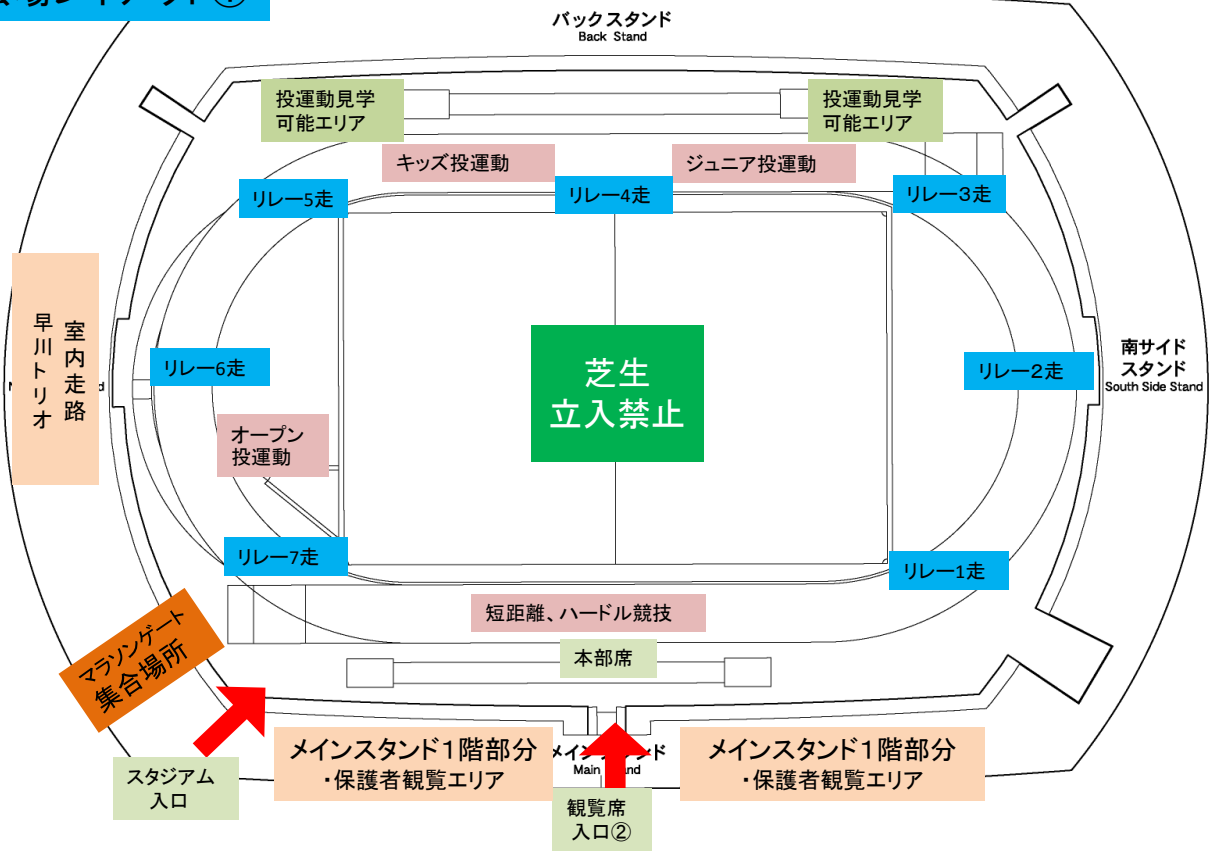 バックスタンド
Back Stand
投運動見学
可能エリア
投運動見学
可能エリア
キッズ投運動
ジュニア投運動
リレー5走
リレー4走
リレー３走
室内走路
早川トリオ
リレー6走
芝生
立入禁止
リレー２走
南サイド
スタンド
South Side Stand
オープン
投運動
リレー7走
リレー1走
短距離、ハードル競技
マラソンゲート
集合場所
本部席
メインスタンド１階部分
・保護者観覧エリア
Main
メインスタンド１階部分
・保護者観覧エリア
スタジアム
入口
観覧席
入口②